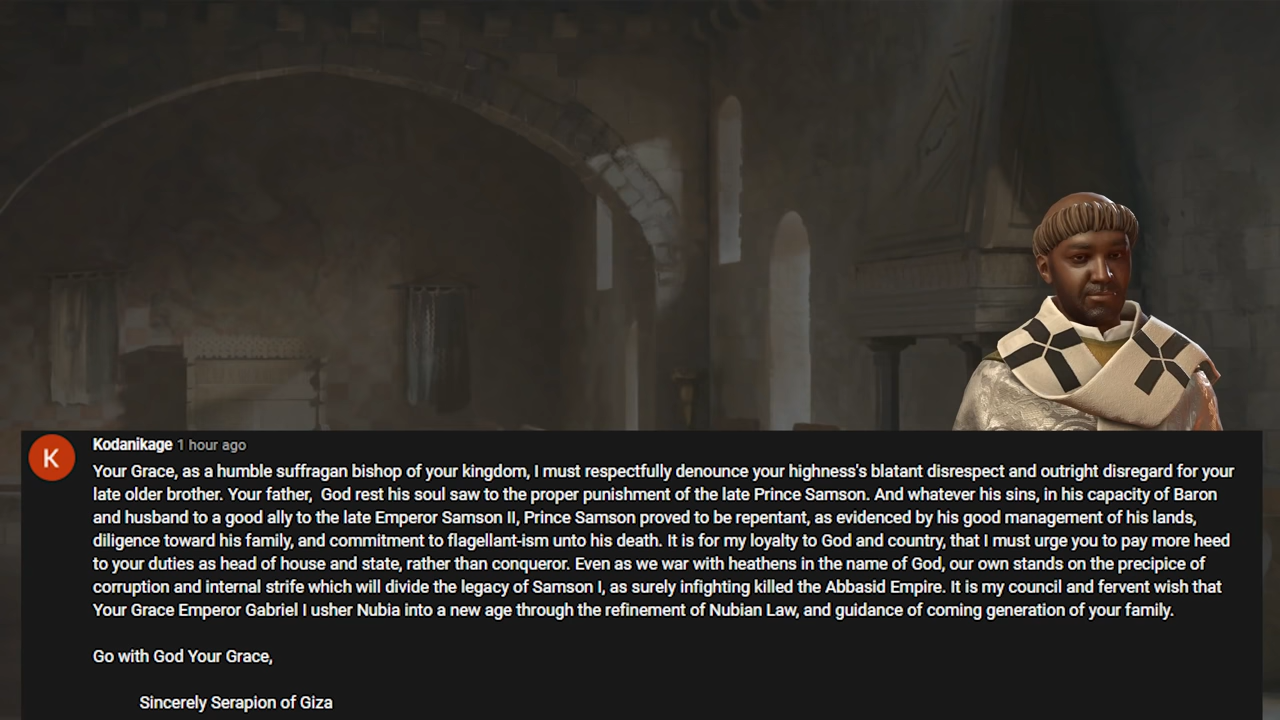 K
Kodanikage 1 hour ago
Your Grace, as a humble suffragan bishop of your kingdom, I must respectfully denounce your highness's blatant disrespect and outright disregard for your
late older brother. Your father,  God rest his soul saw to the proper punishment of the late Prince Samson. And whatever his sins, in his capacity of Baron
and husband to a good ally to the late Emperor Samson II, Prince Samson proved to be repentant, as evidenced by his good management of his lands,
diligence toward his family, and commitment to flagellant-ism unto his death. It is for my loyalty to God and country, that I must urge you to pay more heed
to your duties as head of house and state, rather than conqueror. Even as we war with heathens in the name of God, our own stands on the precipice of
corruption and internal strife which will divide the legacy of Samson I, as surely infighting killed the Abbasid Empire. It is my council and fervent wish that
Your Grace Emperor Gabriel I usher Nubia into a new age through the refinement of Nubian Law, and guidance of coming generation of your family.
Go with God Your Grace,
Sincerely Serapion of Giza